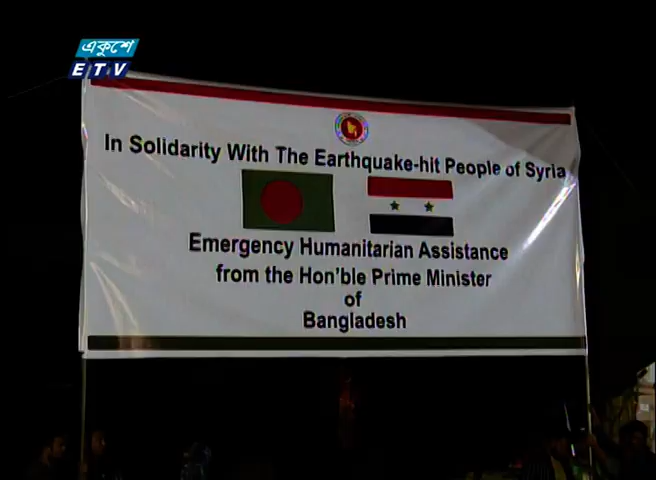 একুশে
ETV
In Solidarity With The Earthquake-hit People of Syria
Emergency Humanitarian Assistance
from the Hon'ble Prime Minister
of
Bangladesh